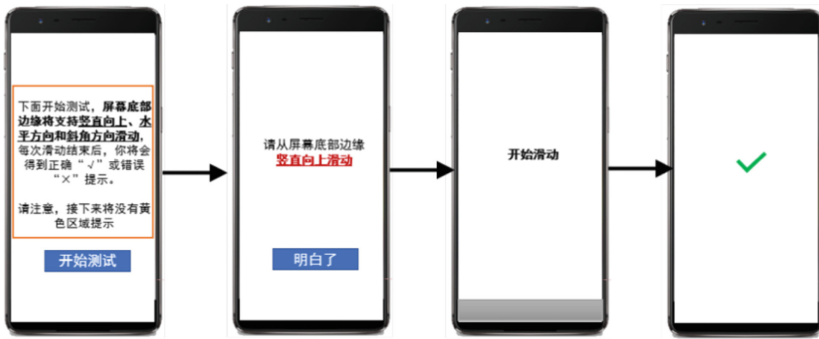 下面开始测试，屏幕底部
边缘将支持竖直向上、水
平方向和斜角方向滑动，
每次滑动结束后，你将会
得到正确“√”或错误
“×”提示。
请注意，接下来将没有黄
色区域提示
开始测试
请从屏幕底部边缘
竖直向上滑动
明白了
开始滑动